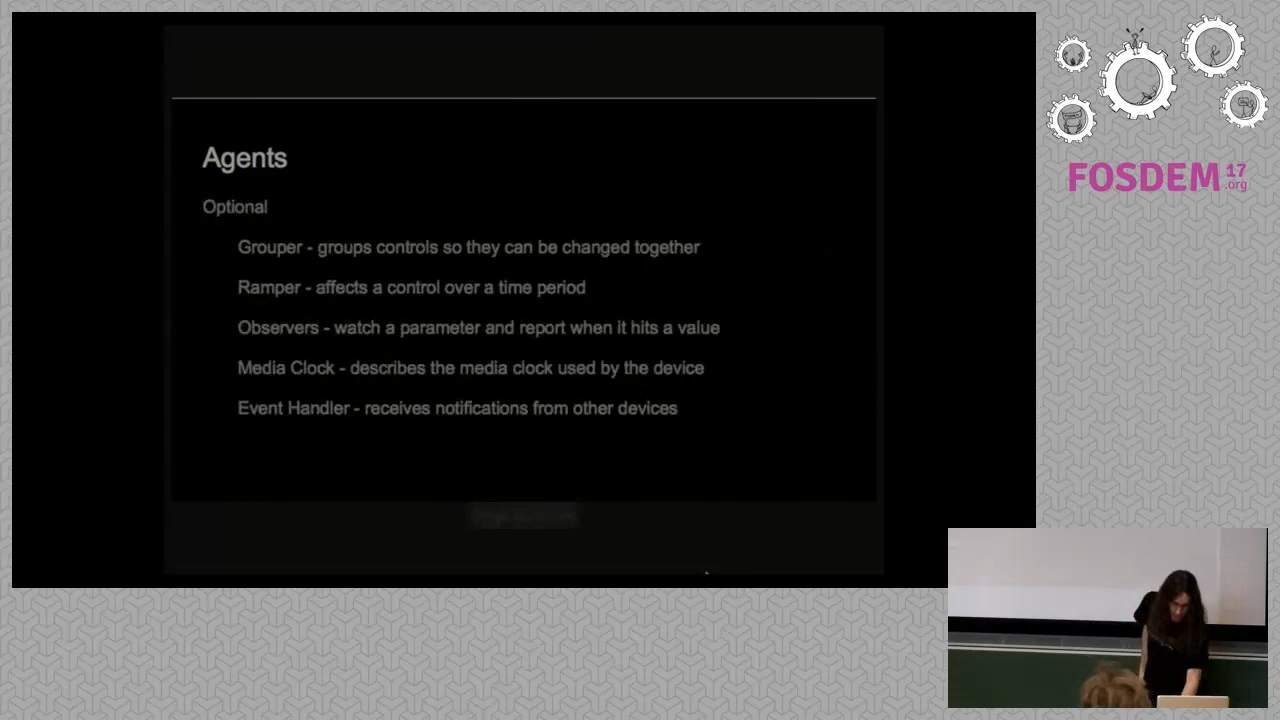 Agents
Optional
Grouper - groups controls so they can be changed together
Ramper - affects a control over a time period
Observers - watch a parameter and report when it hits a value
Media Clock - describes the media clock used by the device
Event Handler - receives notifications from other devices
FOSDEM 17
.org